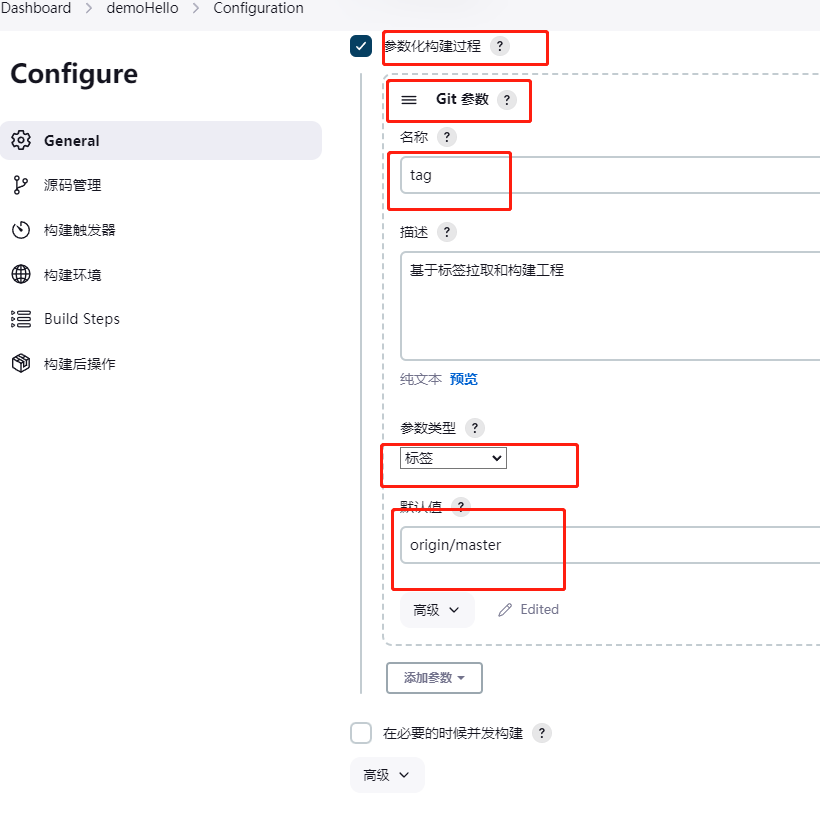 Dashboard > demoHello > Configuration
Configure
General
源码管理
构建触发器
构建环境
Build Steps
构建后操作
参数化构建过程 ?
Git 参数 ?
名称 ?
tag
描述 ?
基于标签拉取和构建工程
纯文本 预览
参数类型 ?
标签
默认值 ?
origin/master
高级 Edited
添加参数
在必要的时候并发构建 ?
高级